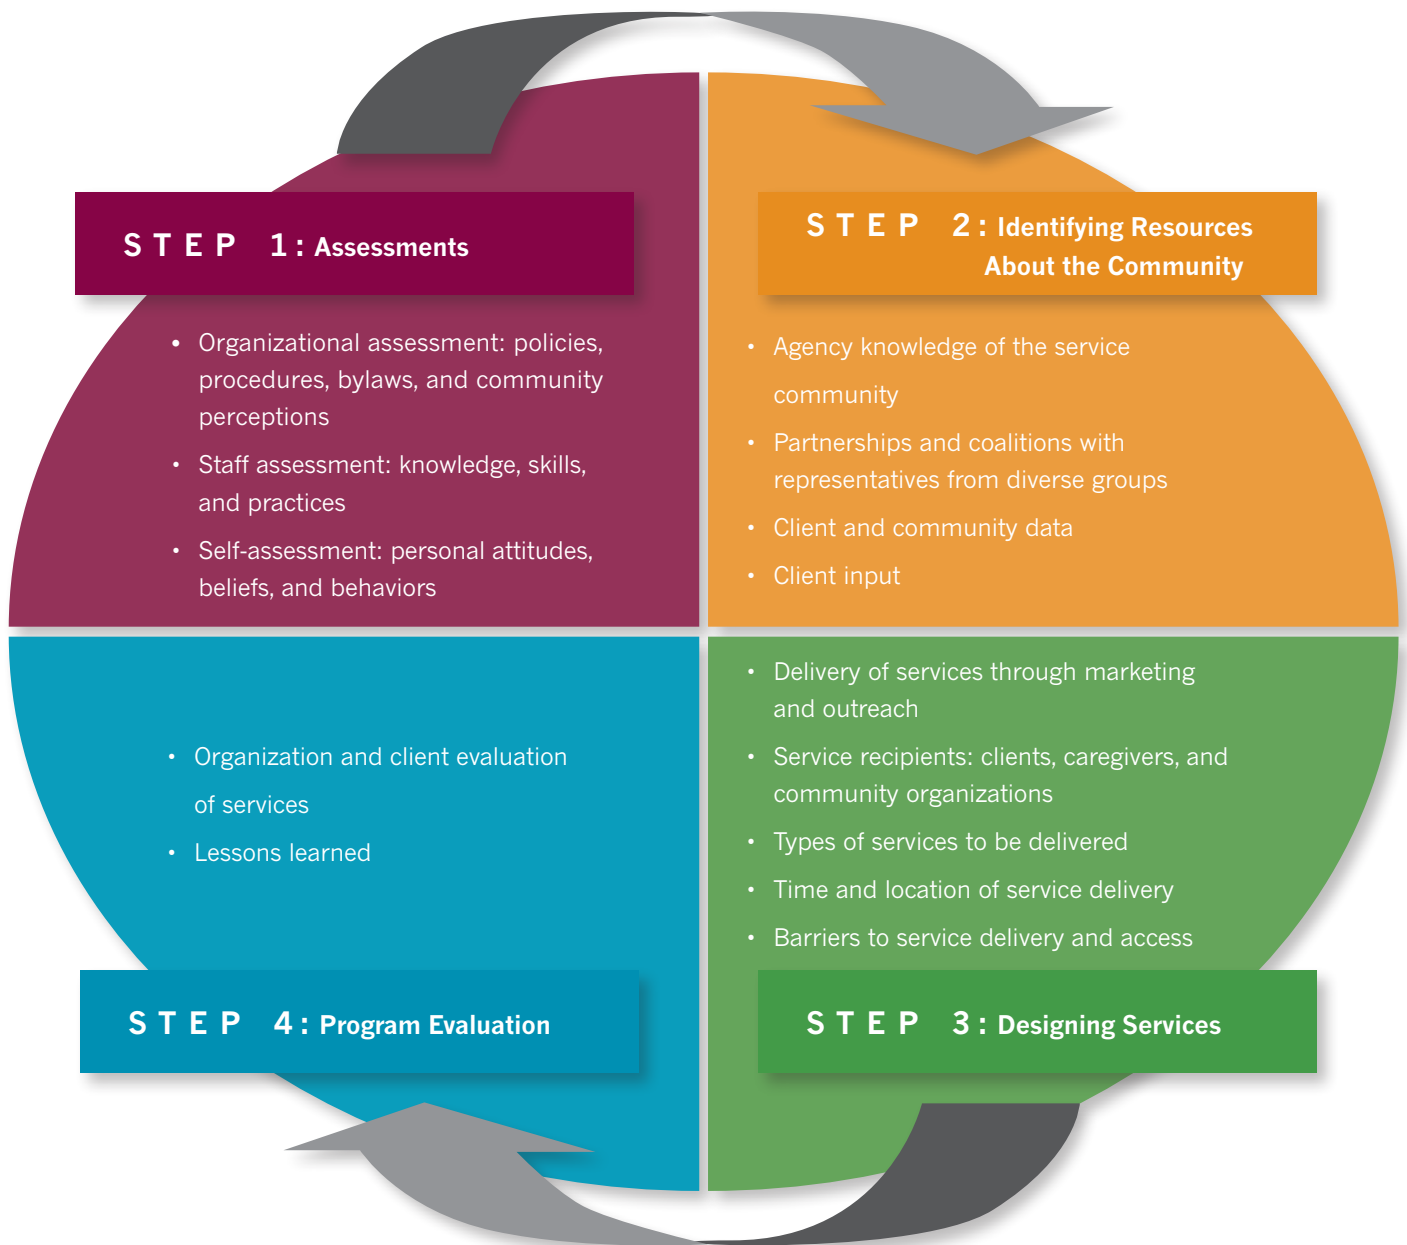 STEP 1: Assessments
• Organizational assessment: policies,
procedures, bylaws, and community
perceptions
• Staff assessment: knowledge, skills,
and practices
• Self-assessment: personal attitudes,
beliefs, and behaviors
STEP 2: Identifying Resources
About the Community
• Agency knowledge of the service
community
• Partnerships and coalitions with
representatives from diverse groups
• Client and community data
• Client input
• Delivery of services through marketing
and outreach
• Service recipients: clients, caregivers, and
community organizations
• Types of services to be delivered
• Time and location of service delivery
• Barriers to service delivery and access
STEP 3: Designing Services
• Organization and client evaluation
of services
• Lessons learned
STEP 4: Program Evaluation